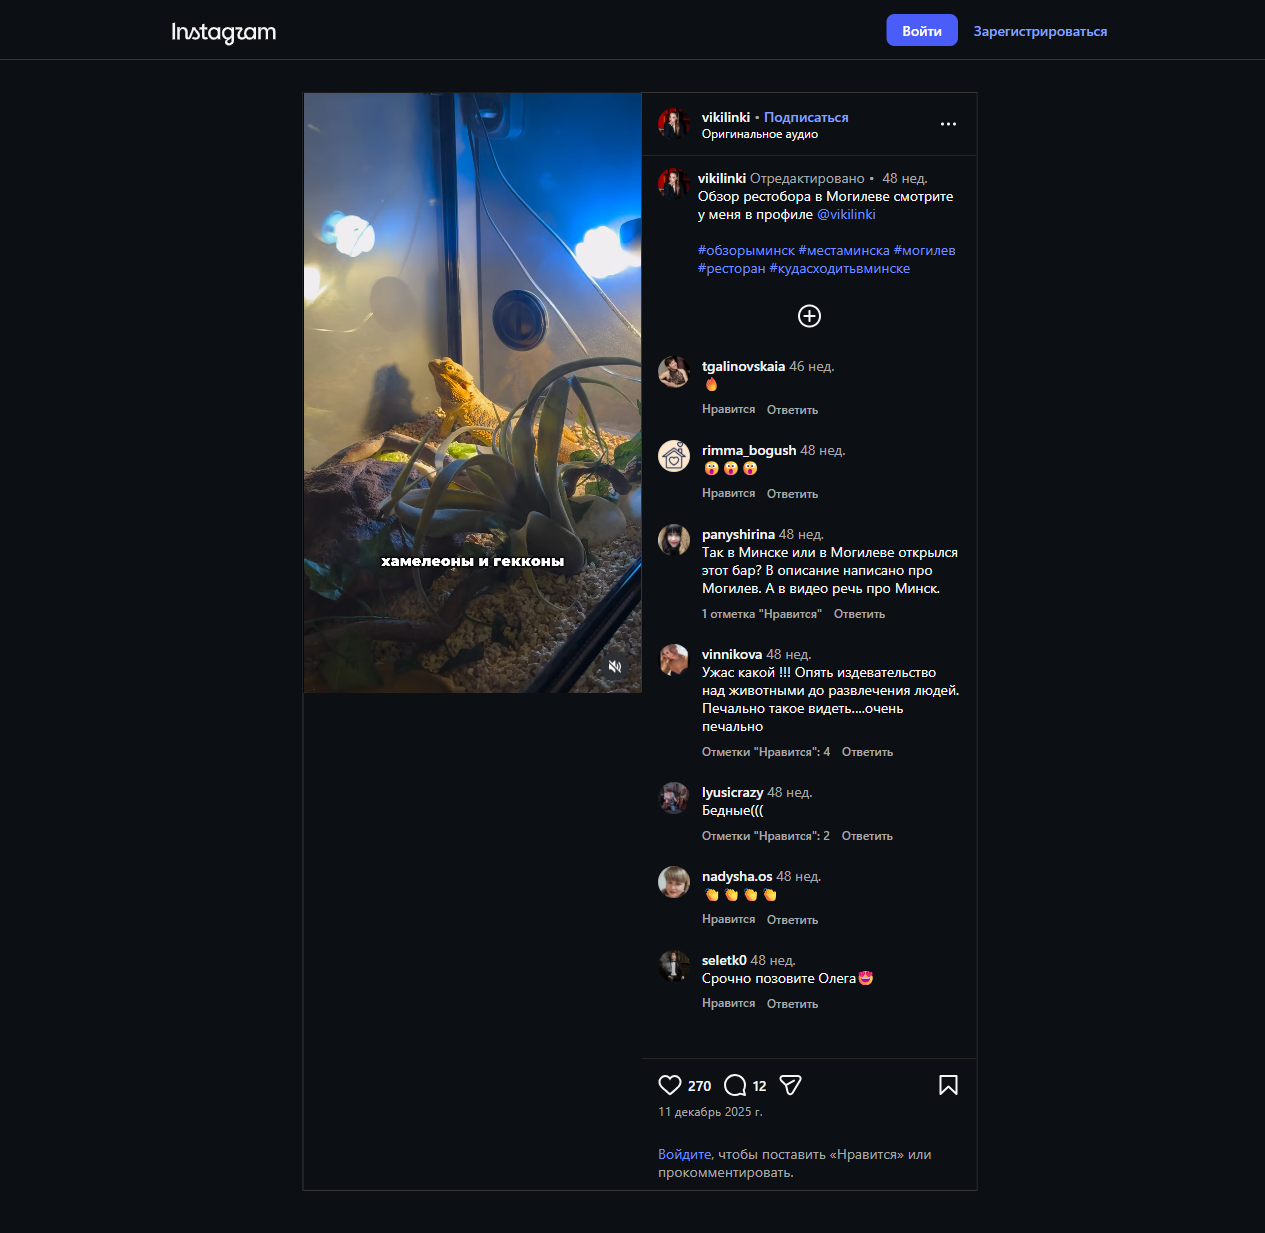 Instagram
Войти
Зарегистрироваться
хамелеоны и гекконы
vikilinki • Подписаться
Оригинальное аудио
vikilinki Отредактировано • 48 нед.
Обзор рестобора в Могилеве смотрите
у меня в профиле @vikilinki
#обзорыминск #местаминска #могилев
#ресторан #кудасходитьвминске
tgalinovskaia 46 нед.
🔥
Нравится Ответить
rimma_bogush 48 нед.
😲😲😲
Нравится Ответить
panyshirina 48 нед.
Так в Минске или в Могилеве открылся
этот бар? В описание написано про
Могилев. А в видео речь про Минск.
1 отметка "Нравится" Ответить
vinnikova 48 нед.
Ужас какой !!! Опять издевательство
над животными до развлечения людей.
Печально такое видеть....очень
печально
Отметки "Нравится": 4 Ответить
lyusicrazy 48 нед.
Бедные(((
Отметки "Нравится": 2 Ответить
nadysha.os 48 нед.
👏👏👏👏
Нравится Ответить
seletk0 48 нед.
Срочно позовите Олега🤩
Нравится Ответить
270 12
11 декабрь 2025 г.
Войдите, чтобы поставить «Нравится» или
прокомментировать.